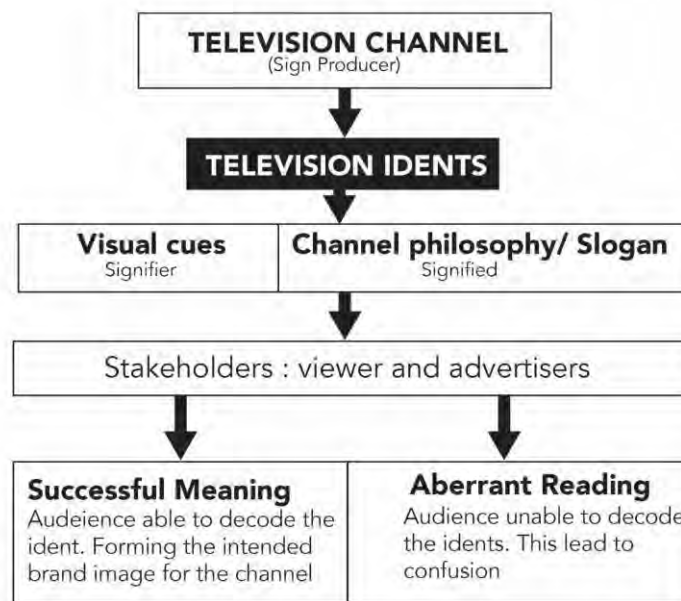 TELEVISION CHANNEL
(Sign Producer)
TELEVISION IDENTS
Visual cues
Signifier
Channel philosophy/ Slogan
Signified
Stakeholders : viewer and advertisers
Successful Meaning
Audeience able to decode the
ident. Forming the intended
brand image for the channel
Aberrant Reading
Audience unable to decode
the idents. This lead to
confusion